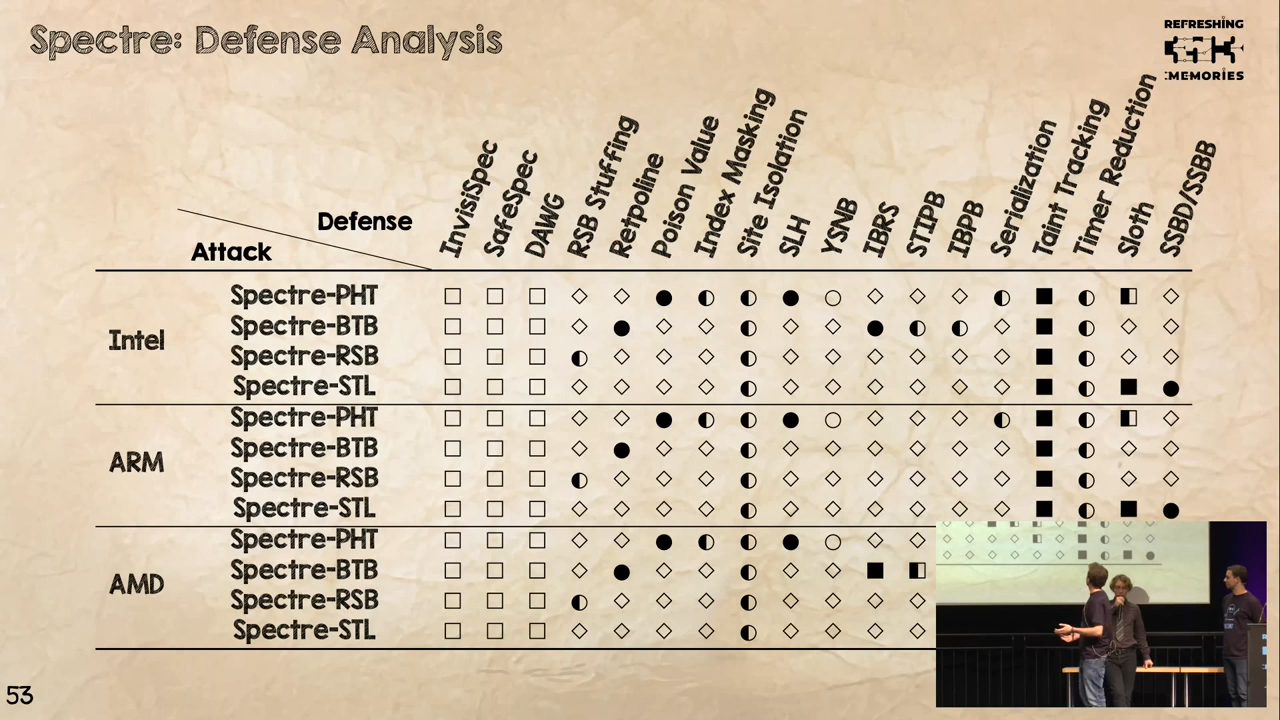 Spectre: Defense Analysis
REFRESHING
:MEMORIES
Defense
Attack
InvisiSpec
SafeSpec
DAWG
RSB Stuffing
Retpoline
Poison Value
Index Masking
Site Isolation
SLH
YSNB
IBRS
STIPB
IBPB
Serialization
Taint Tracking
Timer Reduction
Sloth
SSBD/SSBB
Intel
Spectre-PHT
Spectre-BTB
Spectre-RSB
Spectre-STL
ARM
Spectre-PHT
Spectre-BTB
Spectre-RSB
Spectre-STL
AMD
Spectre-PHT
Spectre-BTB
Spectre-RSB
Spectre-STL
53